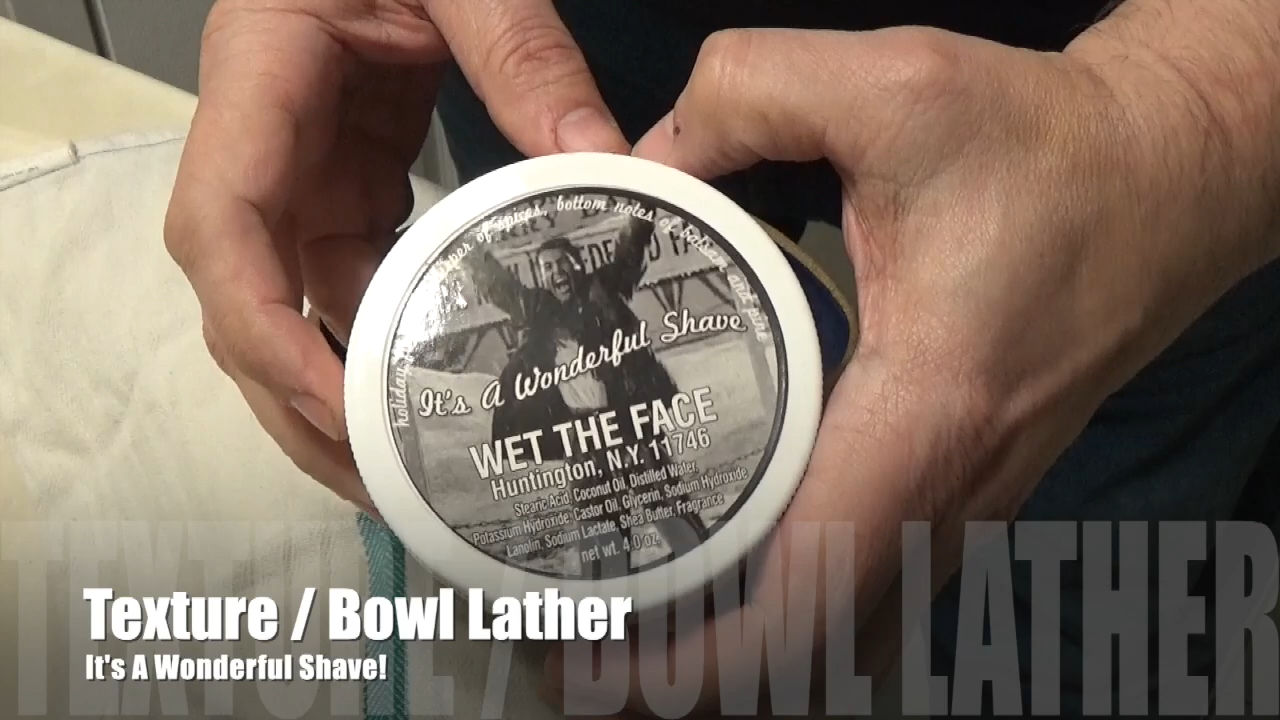 holiday
of spices, bottom notes of balsam and pine
It's A Wonderful Shave
WET THE FACE
Huntington, N.Y. 11746
Stearic Acid, Coconut Oil, Distilled Water,
Potassium Hydroxide, Castor Oil, Glycerin, Sodium Hydroxide
Lanolin, Sodium Lactate, Shea Butter, Fragrance
net wt. 4.0 oz.
TEXTURE / BOWL LATHER
Texture / Bowl Lather
It's A Wonderful Shave!